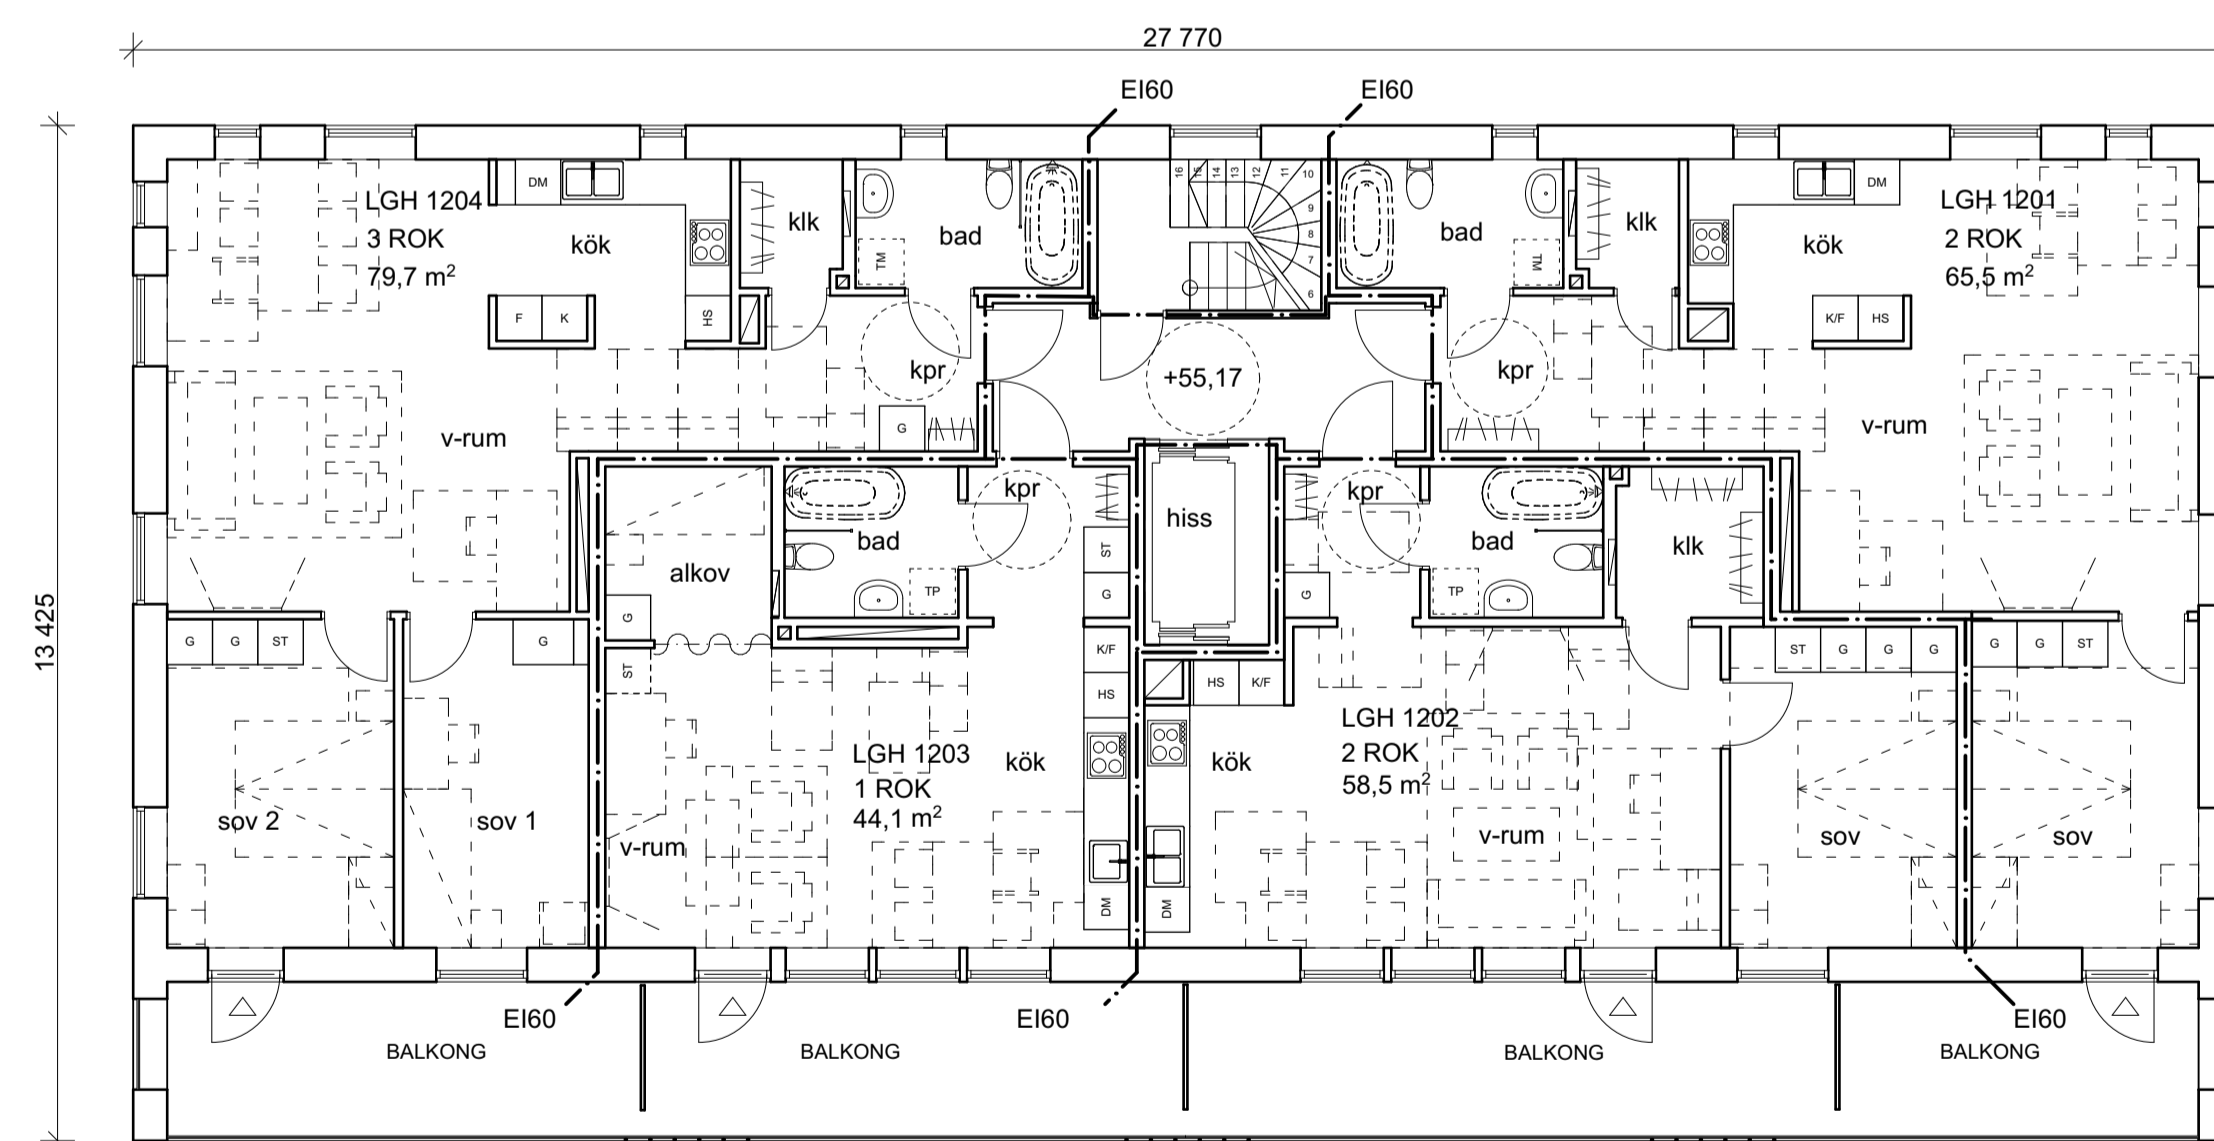 27 770
EI60
EI60
13 425
LGH 1204
3 ROK
79,7 m²
DM
kök
F
K
HS
klk
TM
bad
kpr
G
v-rum
16
15
14
13
12
11
10
9
8
7
6
+55,17
bad
TM
klk
kpr
kök
DM
K/F
HS
LGH 1201
2 ROK
65,5 m²
v-rum
alkov
G
ST
bad
TP
kpr
ST
G
K/F
HS
hiss
kpr
G
bad
TP
klk
G
G
ST
G
sov 2
sov 1
v-rum
LGH 1203
1 ROK
44,1 m²
kök
DM
HS
K/F
kök
DM
LGH 1202
2 ROK
58,5 m²
v-rum
ST
G
G
G
sov
G
G
ST
sov
EI60
EI60
EI60
BALKONG
BALKONG
BALKONG
BALKONG